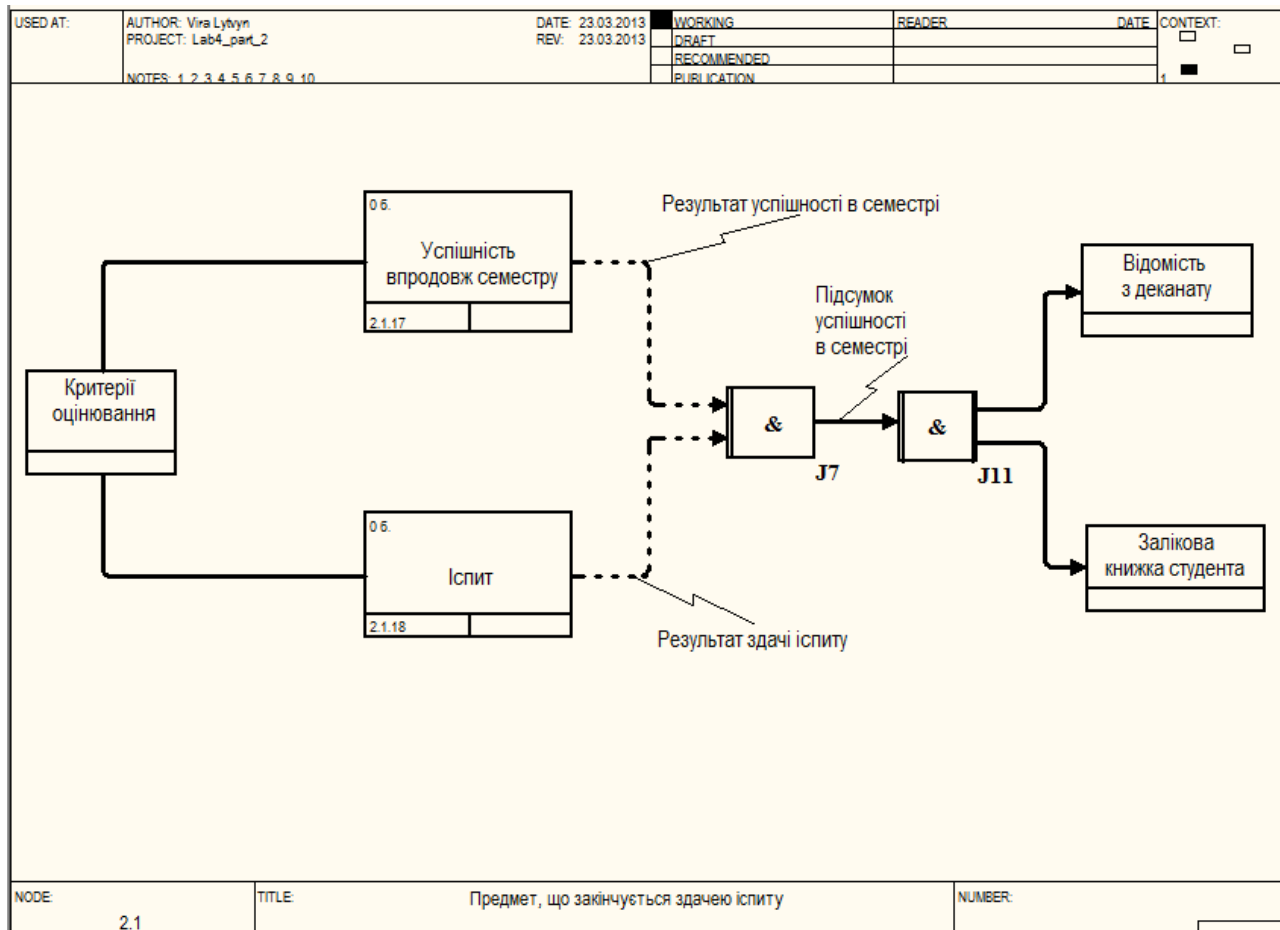 USED AT:
AUTHOR: Vira Lytvyn
DATE: 23.03.2013
WORKING
READER
DATE
CONTEXT:
PROJECT: Lab4_part_2
REV: 23.03.2013
DRAFT
RECOMMENDED
NOTES: 1 2 3 4 5 6 7 8 9 10
PUBLICATION
1
0 б.
Успішність
впродовж семестру
2.1.17
Результат успішності в семестрі
Відомість
з деканату
Підсумок
успішності
в семестрі
Критерії
оцінювання
&
J7
&
J11
0 б.
Іспит
2.1.18
Результат здачі іспиту
Залікова
книжка студента
NODE:
2.1
TITLE:
Предмет, що закінчується здачею іспиту
NUMBER: